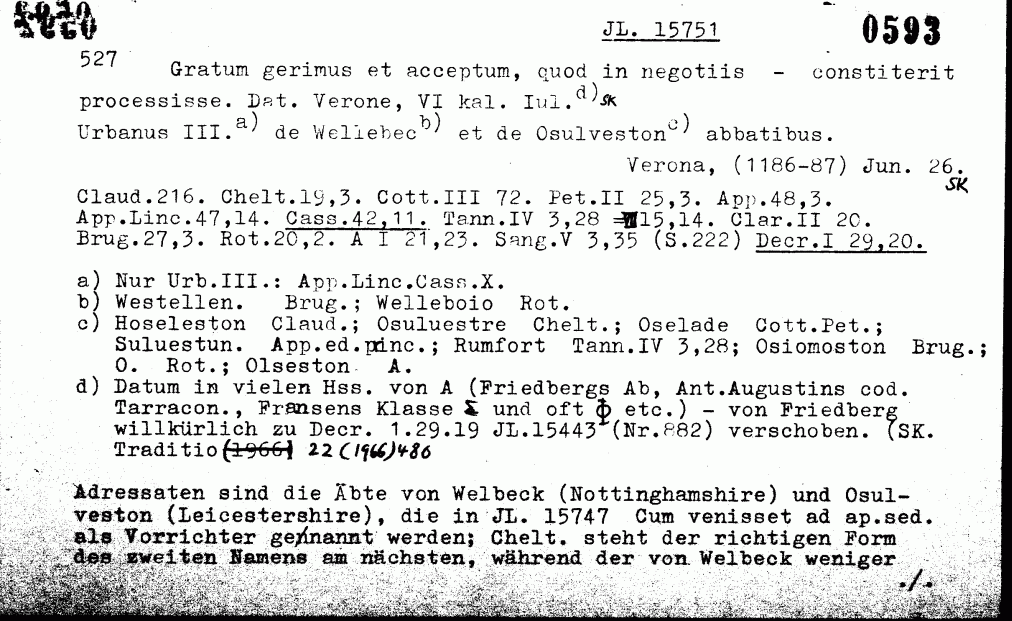 JL. 15751 0593
527 Gratum gerimus et acceptum, quod in negotiis - constiterit
processisse. Dat. Verone, VI kal. Iul.d) SK
Urbanus III.a) de Wellebecb) et de Osulvestonc) abbatibus.
Verona, (1186-87) Jun. 26.
SK
Claud.216. Chelt.19,3. Cott.III 72. Pet.II 25,3. App.48,3.
App.Linc.47,14. Cass.42,11. Tann.IV 3,28 = 15,14. Clar.II 20.
Brug.27,3. Rot.20,2. A I 21,23. Sang.V 3,35 (S.222) Decr.I 29,20.
a) Nur Urb.III.: App.Linc.Cass.X.
b) Westellen. Brug.; Welleboio Rot.
c) Hoseleston Claud.; Osuluestre Chelt.; Oselade Cott.Pet.;
Suluestun. App.ed.princ.; Rumfort Tann.IV 3,28; Osiomoston Brug.;
O. Rot.; Olseston A.
d) Datum in vielen Hss. von A (Friedbergs Ab, Ant.Augustins cod.
Tarracon., Fransens Klasse Σ und oft ф etc.) - von Friedberg
willkürlich zu Decr. 1.29.19 JL.15443 (Nr.882) verschoben. (SK.
Traditio (1966) 22 (1966) 486
Adressaten sind die Äbte von Welbeck (Nottinghamshire) und Osul-
veston (Leicestershire), die in JL. 15747 Cum venisset ad ap.sed.
als Vorrichter genannt werden; Chelt. steht der richtigen Form
des zweiten Namens am nächsten, während der von Welbeck weniger
./.